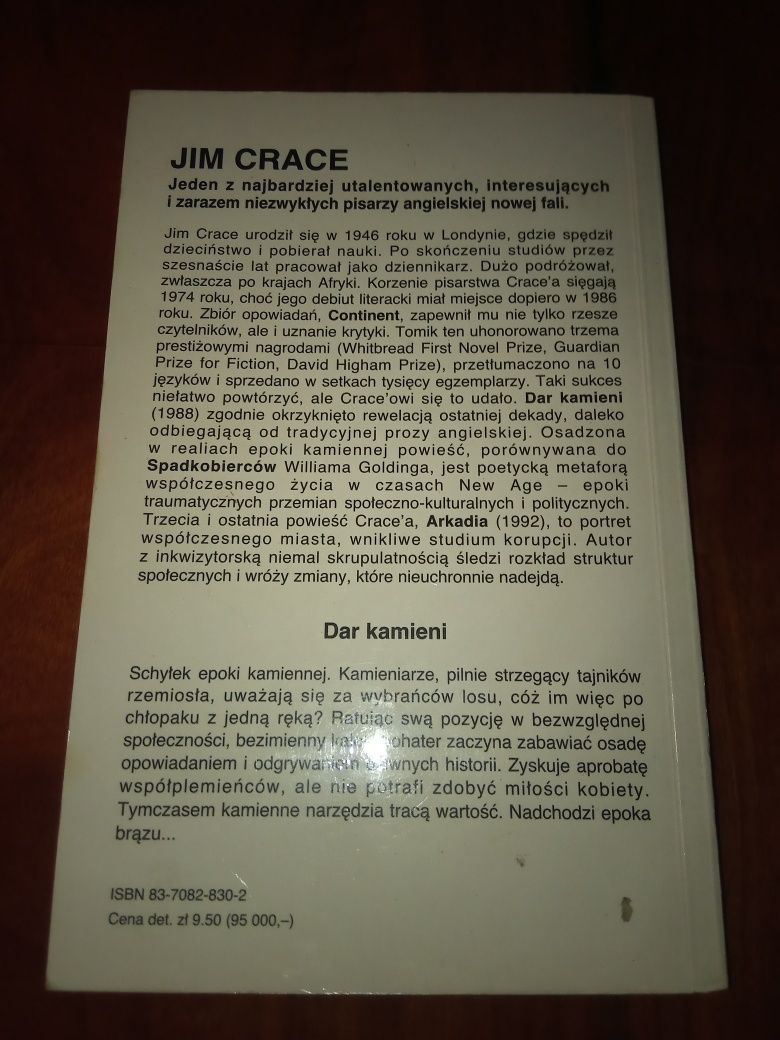 JIM CRACE
Jeden z najbardziej utalentowanych, interesujących
i zarazem niezwykłych pisarzy angielskiej nowej fali.
Jim Crace urodził się w 1946 roku w Londynie, gdzie spędził
dzieciństwo i pobierał nauki. Po skończeniu studiów przez
szesnaście lat pracował jako dziennikarz. Dużo podróżował,
zwłaszcza po krajach Afryki. Korzenie pisarstwa Crace'a sięgają
1974 roku, choć jego debiut literacki miał miejsce dopiero w 1986
roku. Zbiór opowiadań, Continent, zapewnił mu nie tylko rzesze
czytelników, ale i uznanie krytyki. Tomik ten uhonorowano trzema
prestiżowymi nagrodami (Whitbread First Novel Prize, Guardian
Prize for Fiction, David Higham Prize), przetłumaczono na 10
języków i sprzedano w setkach tysięcy egzemplarzy. Taki sukces
niełatwo powtórzyć, ale Crace'owi się to udało. Dar kamieni
(1988) zgodnie okrzyknięto rewelacją ostatniej dekady, daleko
odbiegającą od tradycyjnej prozy angielskiej. Osadzona
w realiach epoki kamiennej powieść, porównywana do
Spadkobierców Williama Goldinga, jest poetycką metaforą
współczesnego życia w czasach New Age – epoki
traumatycznych przemian społeczno-kulturalnych i politycznych.
Trzecia i ostatnia powieść Crace'a, Arkadia (1992), to portret
współczesnego miasta, wnikliwe studium korupcji. Autor
z inkwizytorską niemal skrupulatnością śledzi rozkład struktur
społecznych i wróży zmiany, które nieuchronnie nadejdą.
Dar kamieni
Schyłek epoki kamiennej. Kamieniarze, pilnie strzegący tajników
rzemiosła, uważają się za wybrańców losu, cóż im więc po
chłopaku z jedną ręką? Ratując swą pozycję w bezwzględnej
społeczności, bezimienny bohater zaczyna zabawiać osadę
opowiadaniem i odgrywaniem historii. Zyskuje aprobatę
współplemieńców, ale nie potrafi zdobyć miłości kobiety.
Tymczasem kamienne narzędzia tracą wartość. Nadchodzi epoka
brązu...
ISBN 83-7082-830-2
Cena det. zł 9.50 (95 000,–)